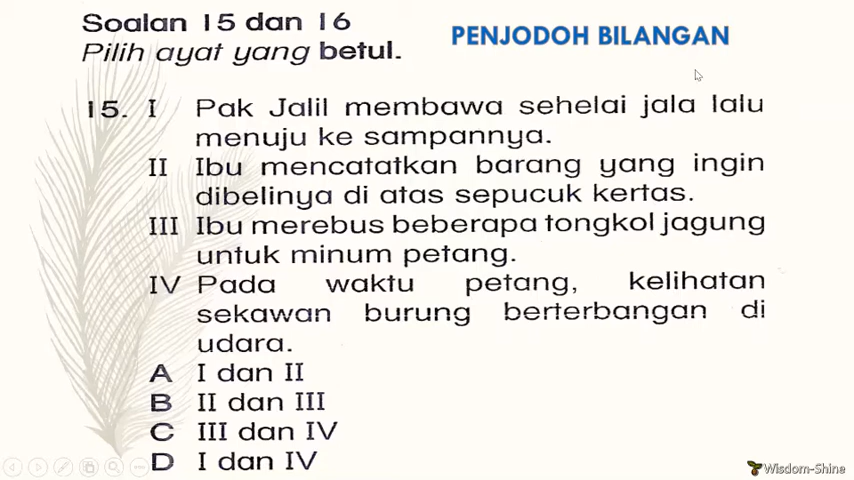 Soalan 15 dan 16
PENJODOH BILANGAN
Pilih ayat yang betul.
15. I Pak Jalil membawa sehelai jala lalu
menuju ke sampannya.
II Ibu mencatatkan barang yang ingin
dibelinya di atas sepucuk kertas.
III Ibu merebus beberapa tongkol jagung
untuk minum petang.
IV Pada waktu petang, kelihatan
sekawan burung berterbangan di
udara.
A I dan II
B II dan III
C III dan IV
D I dan IV
Wisdom-Shine